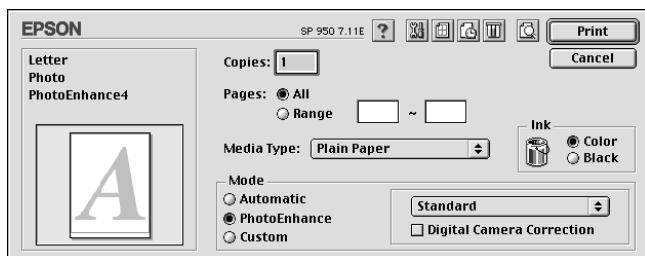 EPSON
SP 950 7.11E ?
Print
Letter
Photo
PhotoEnhance4
A
Copies: 1
Cancel
Pages: All
Range ~
Media Type: Plain Paper
Ink
Color
Black
Mode
Automatic
PhotoEnhance
Custom
Standard
Digital Camera Correction